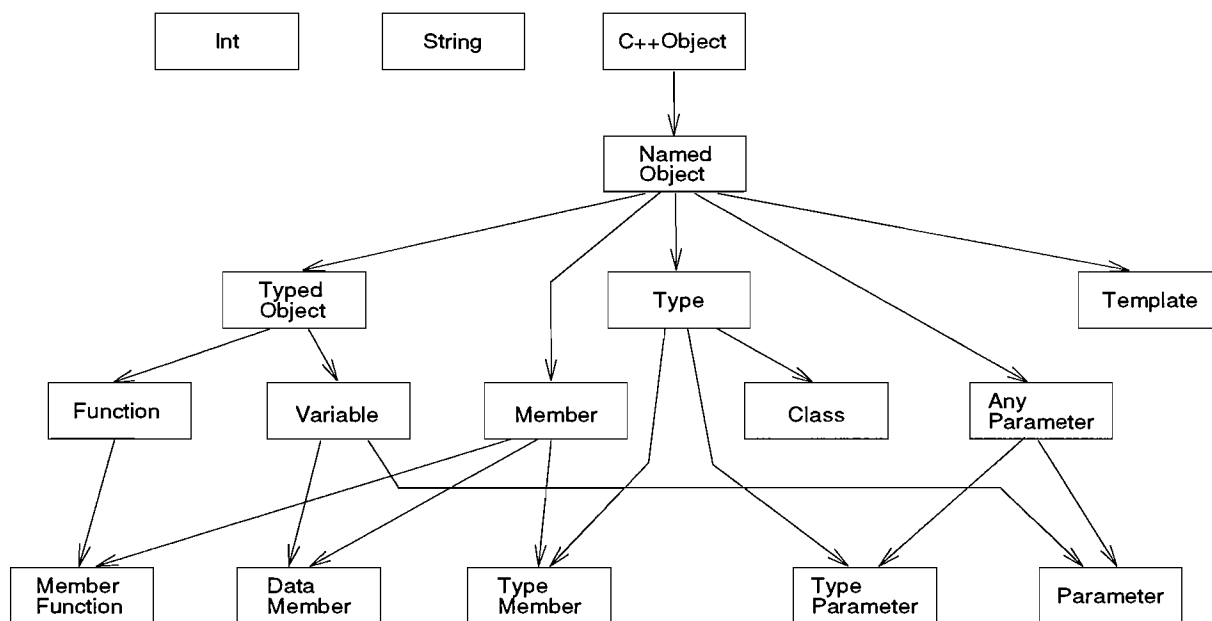 Int
String
C++Object
Named
Object
Typed
Object
Type
Template
Function
Variable
Member
Class
Any
Parameter
Member
Function
Data
Member
Type
Member
Type
Parameter
Parameter